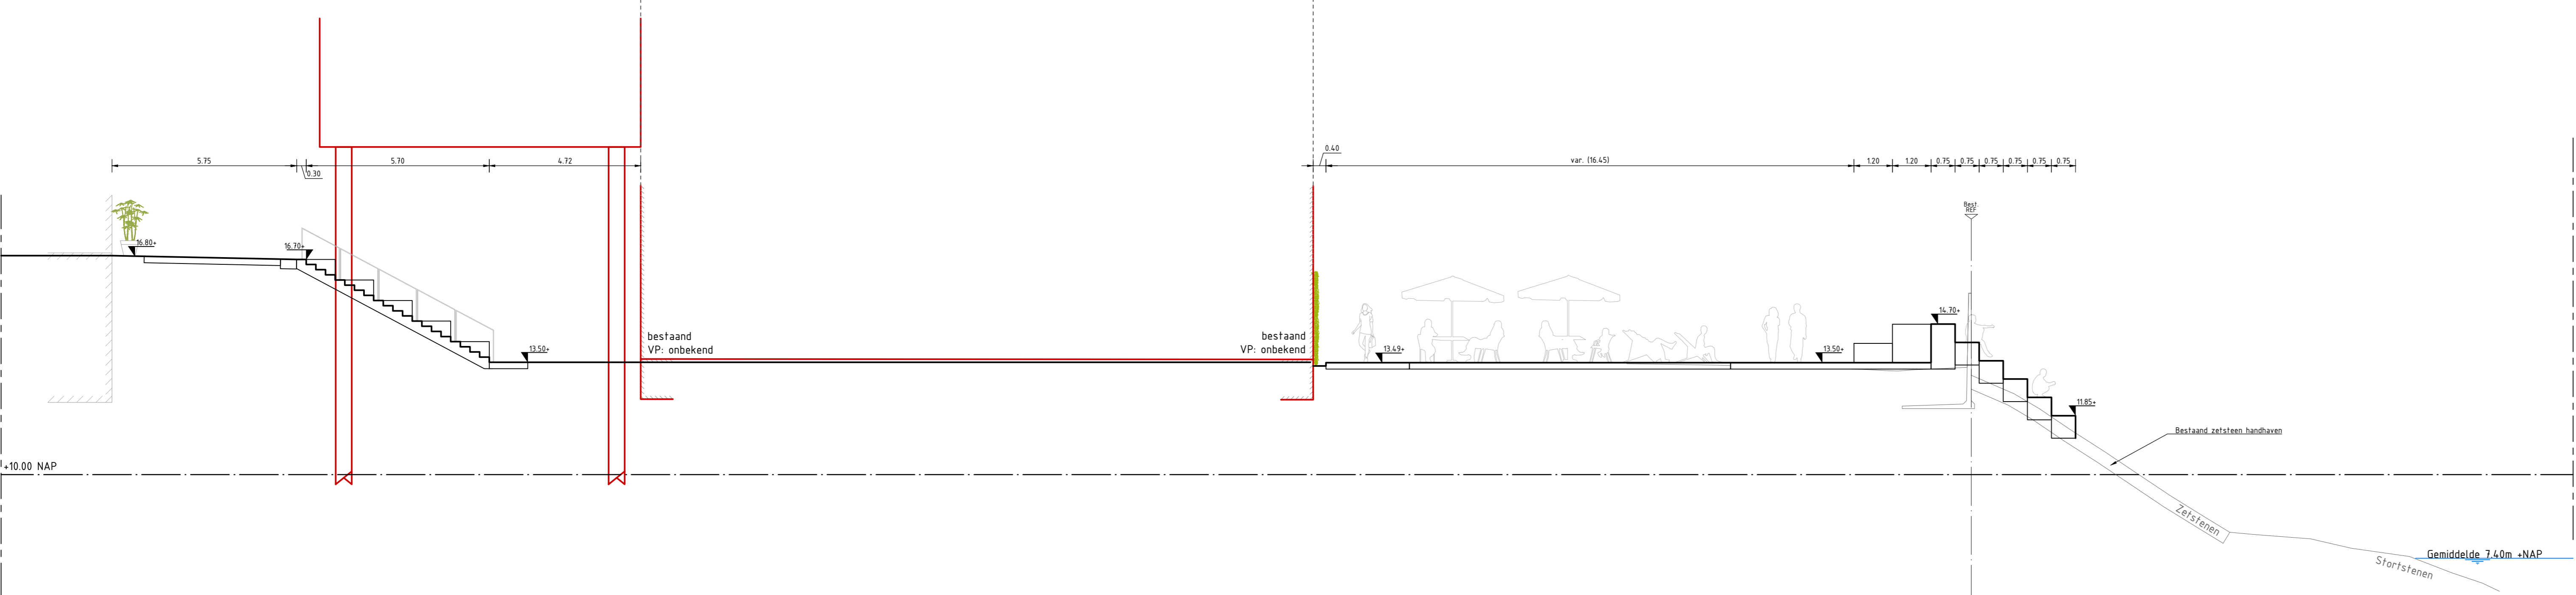 0.40
5.75
5.70
4.72
var. (16.45)
1.20
1.20
0.75
0.75
0.75
0.75
0.75
0.75
0.30
Best.
REF
16.80+
16.70+
14.70+
bestaand
VP: onbekend
bestaand
VP: onbekend
13.50+
13.49+
13.50+
11.85+
Bestaand zetsteen handhaven
+10.00 NAP
Zetstenen
Gemiddelde 7.40m +NAP
Stortstenen